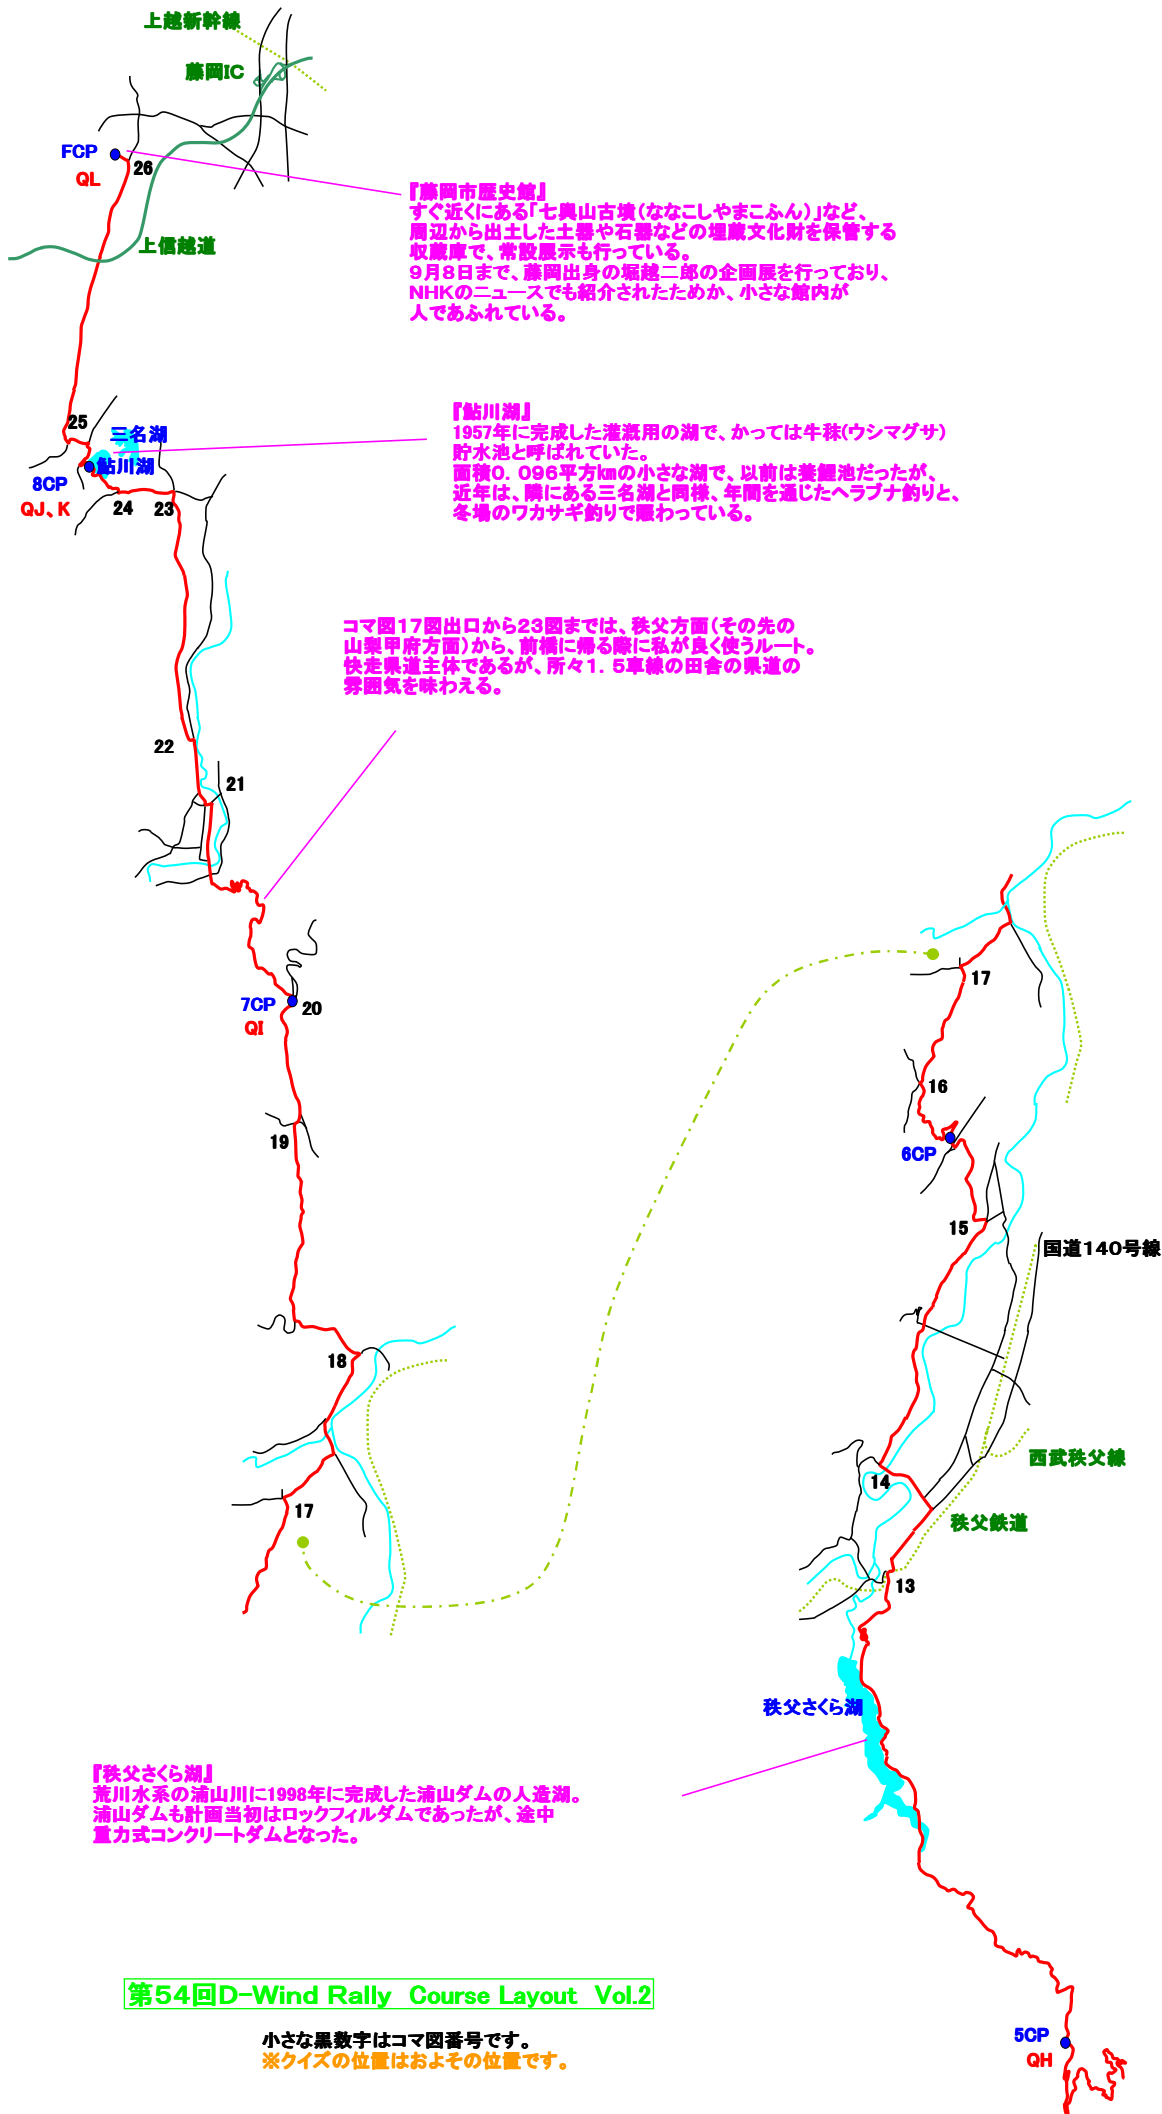 上越新幹線
藤岡IC
FCP
26
QL
上信越道
『藤岡市歴史館』
すぐ近くにある「七輿山古墳（ななこしやまこふん）」など、
周辺から出土した土器や石器などの埋蔵文化財を保管する
収蔵庫で、常設展示も行っている。
９月８日まで、藤岡出身の堀越二郎の企画展を行っており、
ＮＨＫのニュースでも紹介されたためか、小さな館内が
人であふれている。
25
三名湖
鮎川湖
8CP
QJ、K
24
23
『鮎川湖』
1957年に完成した灌漑用の湖で、かっては牛秣(ウシマグサ)
貯水池と呼ばれていた。
面積０．０９６平方㎞の小さな湖で、以前は養鯉池だったが、
近年は、隣にある三名湖と同様、年間を通じたヘラブナ釣りと、
冬場のワカサギ釣りで賑わっている。
コマ図１７図出口から２３図までは、秩父方面（その先の
山梨甲府方面）から、前橋に帰る際に私が良く使うルート。
快走県道主体であるが、所々１．５車線の田舎の県道の
雰囲気を味わえる。
22
21
7CP
20
QI
19
18
17
17
16
6CP
15
国道１４０号線
14
西武秩父線
秩父鉄道
13
秩父さくら湖
『秩父さくら湖』
荒川水系の浦山川に1998年に完成した浦山ダムの人造湖。
浦山ダムも計画当初はロックフィルダムであったが、途中
重力式コンクリートダムとなった。
第５４回Ｄ－Ｗｉｎｄ Ｒａｌｌｙ　Course Layout　Vol.2
小さな黒数字はコマ図番号です。
※クイズの位置はおよその位置です。
5CP
QH